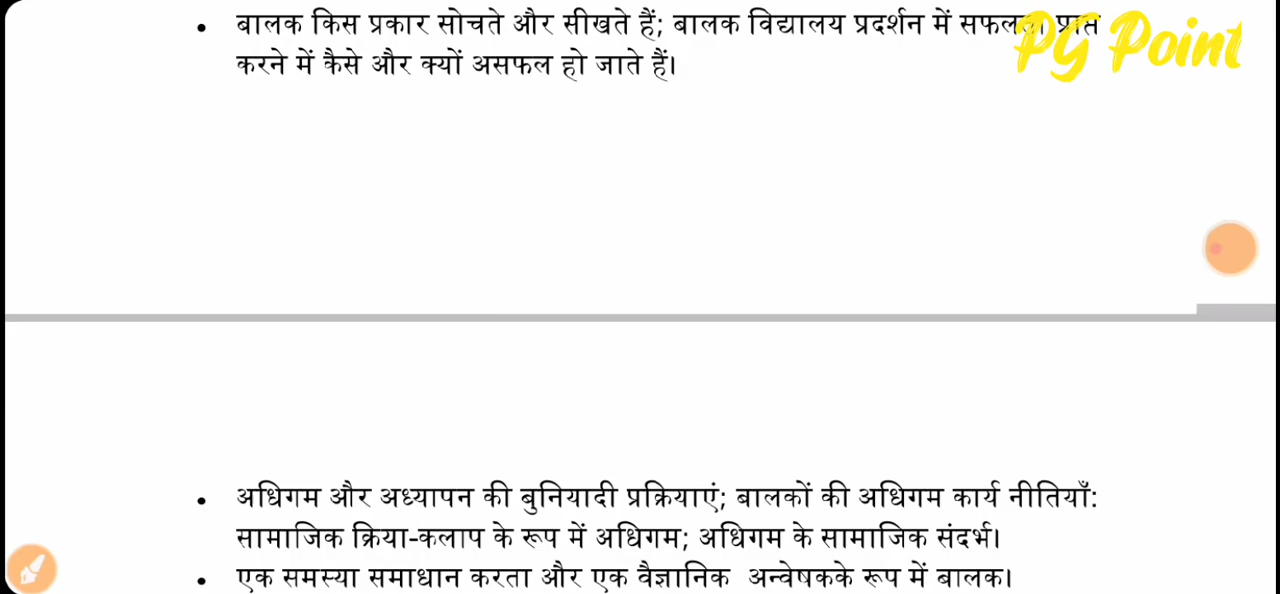 • बालक किस प्रकार सोचते और सीखते हैं; बालक विद्यालय प्रदर्शन में सफलता प्राप्त
PG Point
करने में कैसे और क्यों असफल हो जाते हैं।
• अधिगम और अध्यापन की बुनियादी प्रक्रियाएं; बालकों की अधिगम कार्य नीतियाँ:
सामाजिक क्रिया-कलाप के रूप में अधिगम; अधिगम के सामाजिक संदर्भ।
• एक समस्या समाधान करता और एक वैज्ञानिक अन्वेषकके रूप में बालक।